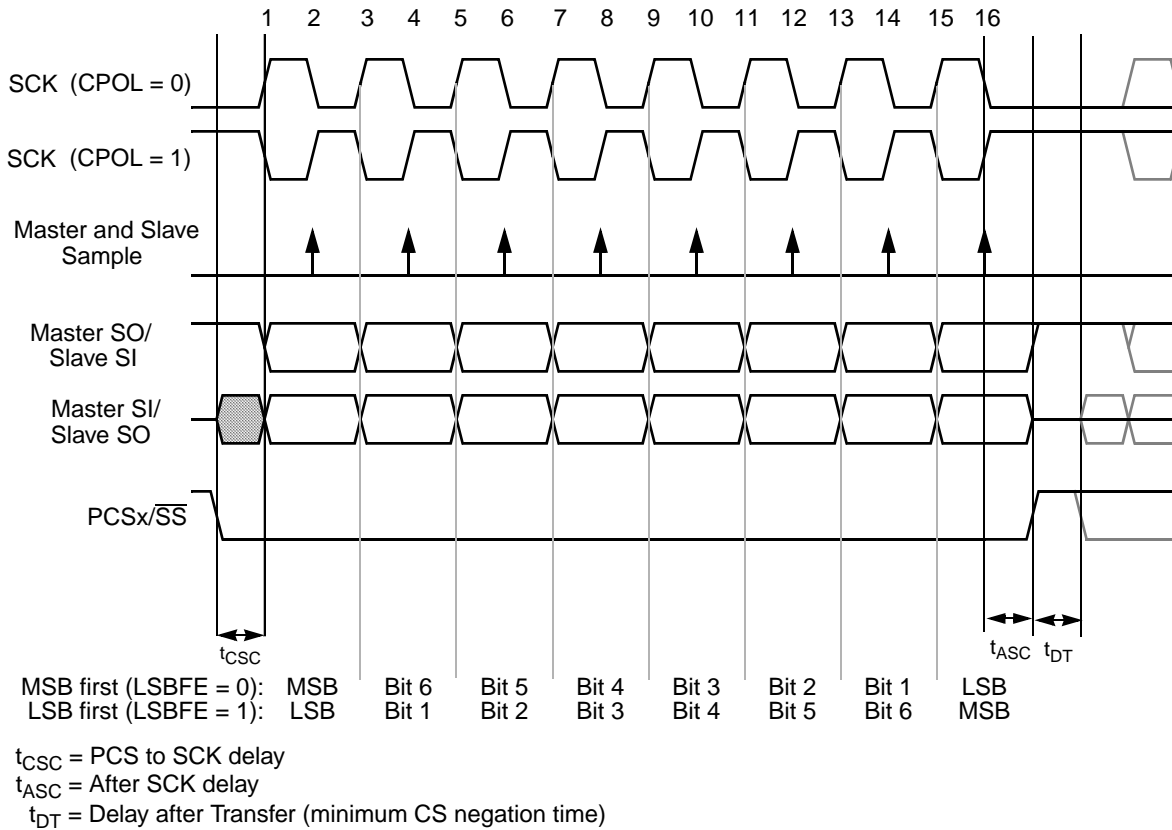 1 2 3 4 5 6 7 8 9 10 11 12 13 14 15 16
SCK (CPOL = 0)
SCK (CPOL = 1)
Master and Slave
Sample
Master SO/
Slave SI
Master SI/
Slave SO
PCSx/SS
tCSC
tASC
tDT
MSB first (LSBFE = 0): MSB Bit 6 Bit 5 Bit 4 Bit 3 Bit 2 Bit 1 LSB
LSB first (LSBFE = 1): LSB Bit 1 Bit 2 Bit 3 Bit 4 Bit 5 Bit 6 MSB
tCSC = PCS to SCK delay
tASC = After SCK delay
tDT = Delay after Transfer (minimum CS negation time)